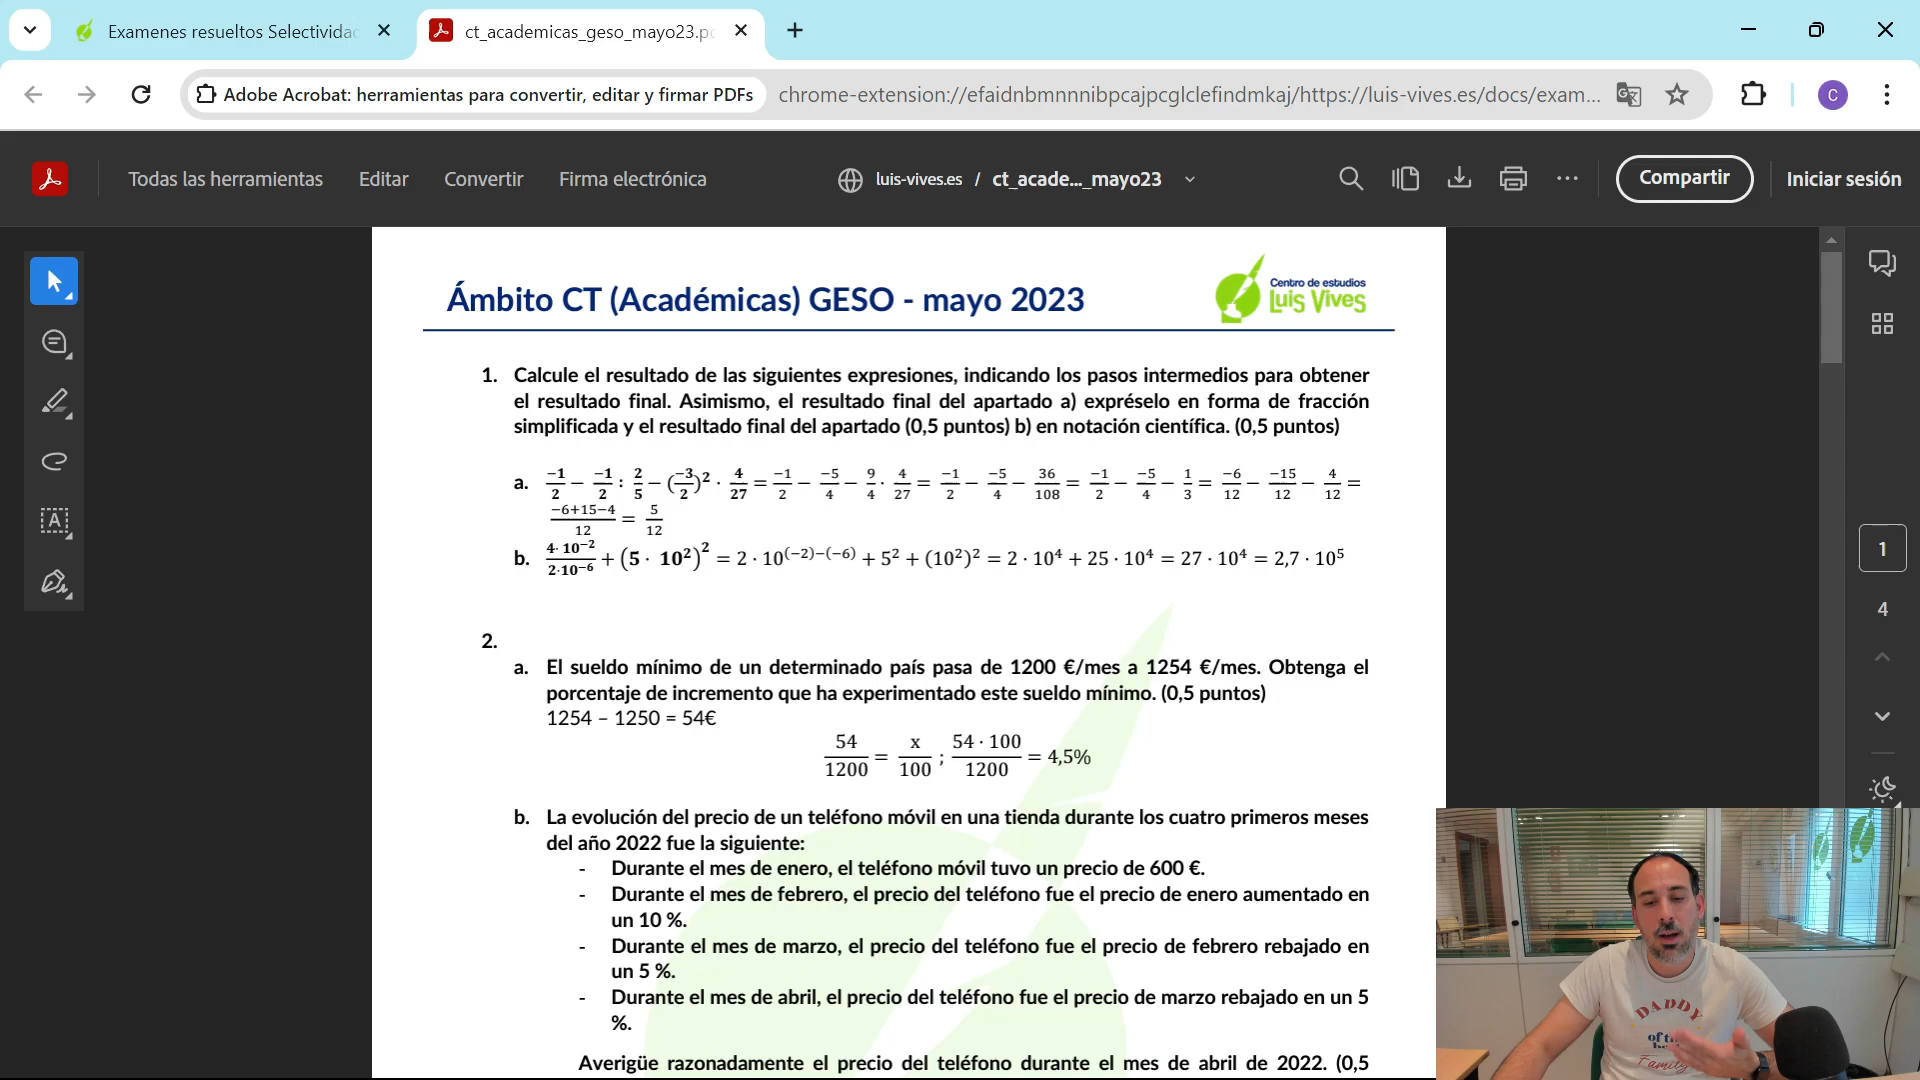 Examenes resueltos Selectivida
ct_academicas_geso_mayo23.pd
Adobe Acrobat: herramientas para convertir, editar y firmar PDFs
chrome-extension://efaidnbmnnnibpcajpcglclefindmkaj/https://luis-vives.es/docs/exam...
C
Todas las herramientas
Editar
Convertir
Firma electrónica
luis-vives.es / ct_acade..._mayo23
Compartir
Iniciar sesión
Ámbito CT (Académicas) GESO - mayo 2023
Centro de estudios
Luis Vives
1. Calcule el resultado de las siguientes expresiones, indicando los pasos intermedios para obtener
el resultado final. Asimismo, el resultado final del apartado a) expréselo en forma de fracción
simplificada y el resultado final del apartado (0,5 puntos) b) en notación científica. (0,5 puntos)
a. −1/2 − −1/2 : 2/5 − (−3/2)² · 4/27 = −1/2 − −5/4 − 9/4 · 4/27 = −1/2 − −5/4 − 36/108 = −1/2 − −5/4 − 1/3 = −6/12 − −15/12 − 4/12 =
−6+15−4/12 = 5/12
b. 4·10⁻²/2·10⁻⁶ + (5 · 10²)² = 2 · 10⁽⁻²⁾⁻⁽⁻⁶⁾ + 5² + (10²)² = 2 · 10⁴ + 25 · 10⁴ = 27 · 10⁴ = 2,7 · 10⁵
2.
a. El sueldo mínimo de un determinado país pasa de 1200 €/mes a 1254 €/mes. Obtenga el
porcentaje de incremento que ha experimentado este sueldo mínimo. (0,5 puntos)
1254 – 1250 = 54€
54/1200 = x/100 ; 54 · 100/1200 = 4,5%
b. La evolución del precio de un teléfono móvil en una tienda durante los cuatro primeros meses
del año 2022 fue la siguiente:
- Durante el mes de enero, el teléfono móvil tuvo un precio de 600 €.
- Durante el mes de febrero, el precio del teléfono fue el precio de enero aumentado en
un 10 %.
- Durante el mes de marzo, el precio del teléfono fue el precio de febrero rebajado en
un 5 %.
- Durante el mes de abril, el precio del teléfono fue el precio de marzo rebajado en un 5
%.
Averigüe razonadamente el precio del teléfono durante el mes de abril de 2022. (0,5
1
4
DADDY
of th
Family